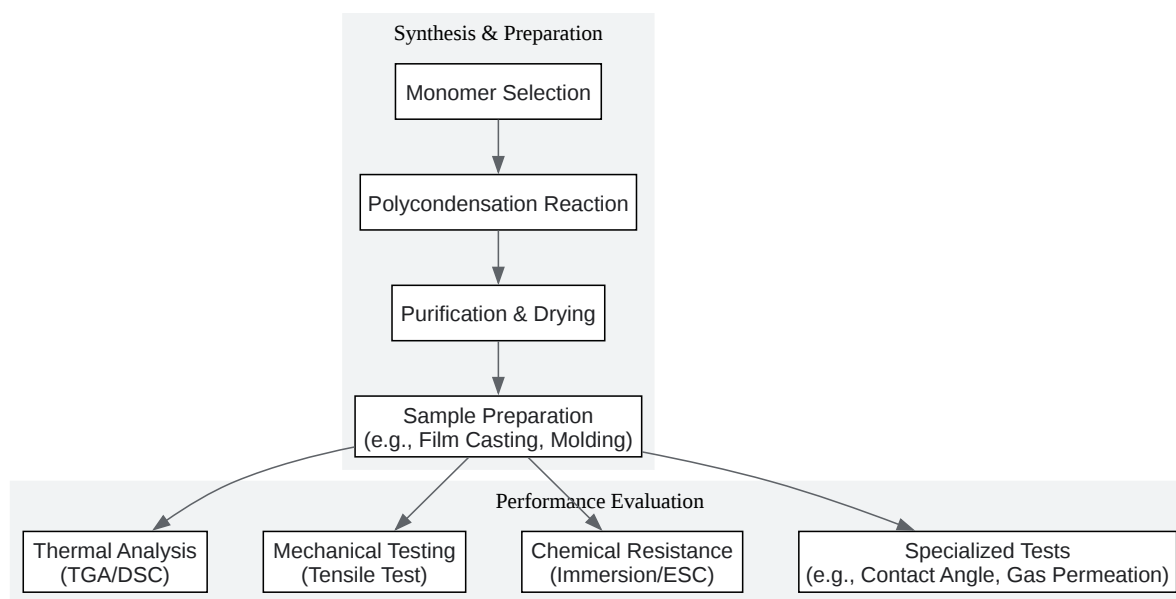 Synthesis & Preparation
Monomer Selection
Polycondensation Reaction
Purification & Drying
Sample Preparation
(e.g., Film Casting, Molding)
Performance Evaluation
Thermal Analysis
(TGA/DSC)
Mechanical Testing
(Tensile Test)
Chemical Resistance
(Immersion/ESC)
Specialized Tests
(e.g., Contact Angle, Gas Permeation)